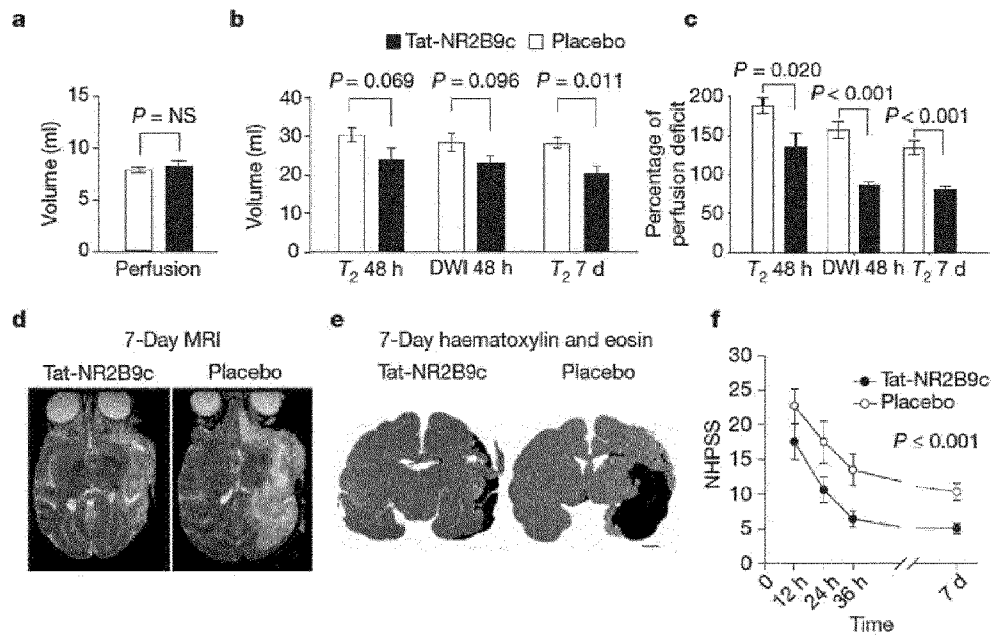 a
b
c
■ Tat-NR2B9c □ Placebo
P = NS
Volume (ml)
15
10
5
0
Perfusion
P = 0.069 P = 0.096 P = 0.011
Volume (ml)
40
30
20
10
0
T₂ 48 h DWI 48 h T₂ 7 d
P = 0.020
P < 0.001
P < 0.001
Percentage of
perfusion deficit
200
150
100
50
0
T₂ 48 h DWI 48 h T₂ 7 d
d
7-Day MRI
Tat-NR2B9c Placebo
e
7-Day haematoxylin and eosin
Tat-NR2B9c Placebo
f
NHPSS
30
25
20
15
10
5
0
Tat-NR2B9c
Placebo
P ≤ 0.001
0 12 h 24 h 36 h 7 d
Time